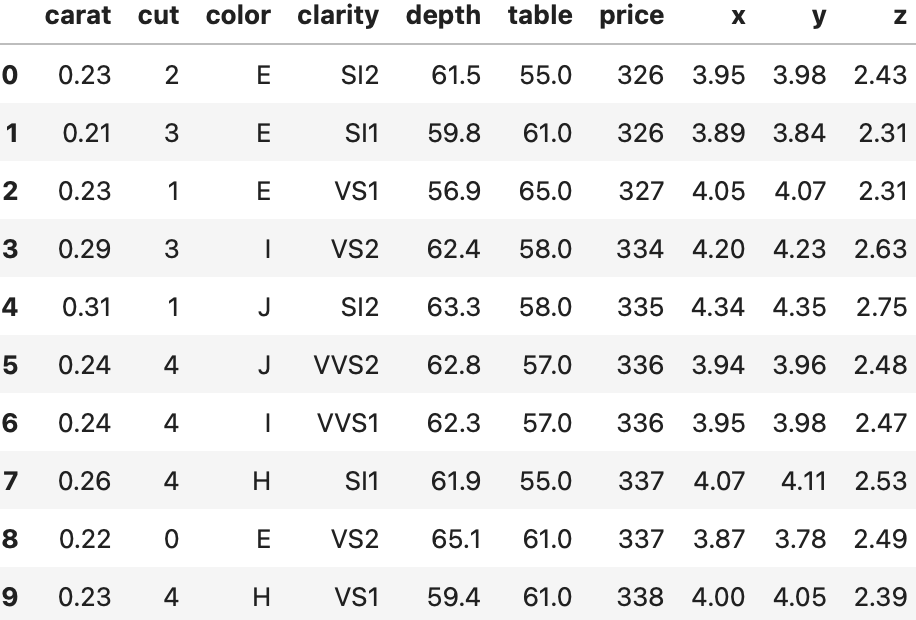 carat cut color clarity depth table price x y z
0 0.23 2 E SI2 61.5 55.0 326 3.95 3.98 2.43
1 0.21 3 E SI1 59.8 61.0 326 3.89 3.84 2.31
2 0.23 1 E VS1 56.9 65.0 327 4.05 4.07 2.31
3 0.29 3 I VS2 62.4 58.0 334 4.20 4.23 2.63
4 0.31 1 J SI2 63.3 58.0 335 4.34 4.35 2.75
5 0.24 4 J VVS2 62.8 57.0 336 3.94 3.96 2.48
6 0.24 4 I VVS1 62.3 57.0 336 3.95 3.98 2.47
7 0.26 4 H SI1 61.9 55.0 337 4.07 4.11 2.53
8 0.22 0 E VS2 65.1 61.0 337 3.87 3.78 2.49
9 0.23 4 H VS1 59.4 61.0 338 4.00 4.05 2.39